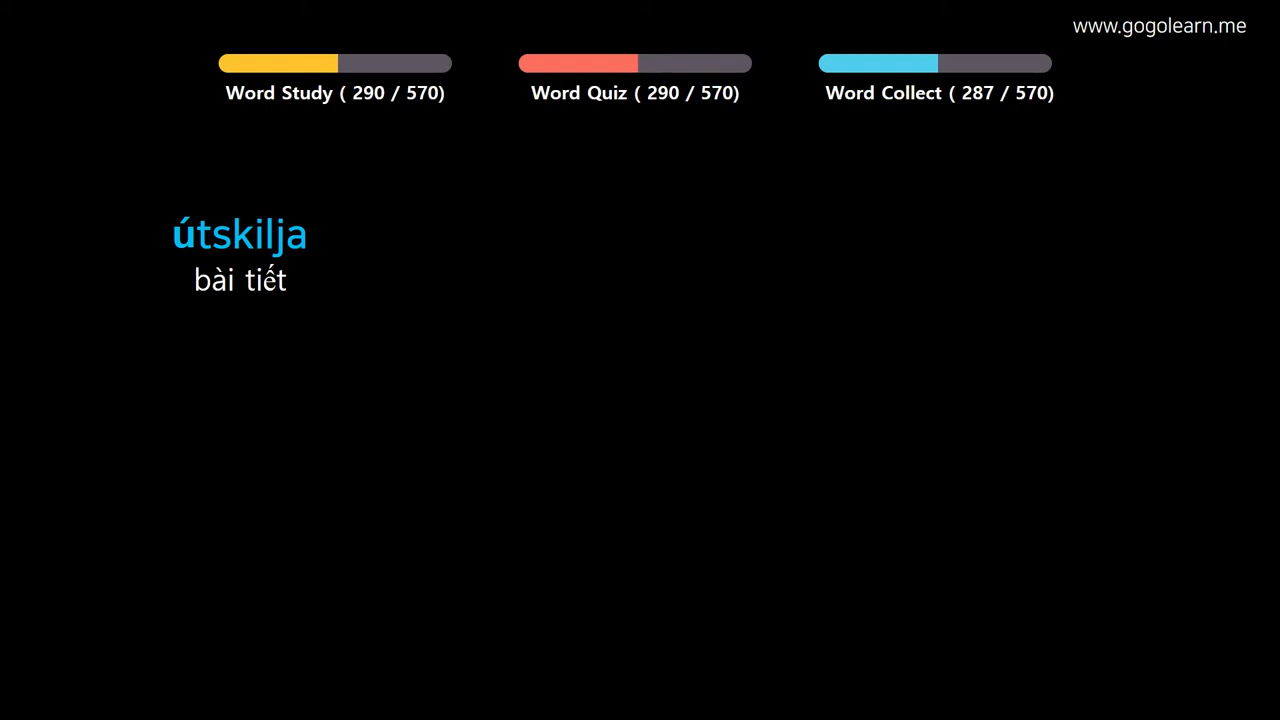 www.gogolearn.me
Word Study ( 290 / 570)
Word Quiz ( 290 / 570)
Word Collect ( 287 / 570)
útskilja
bài tiết